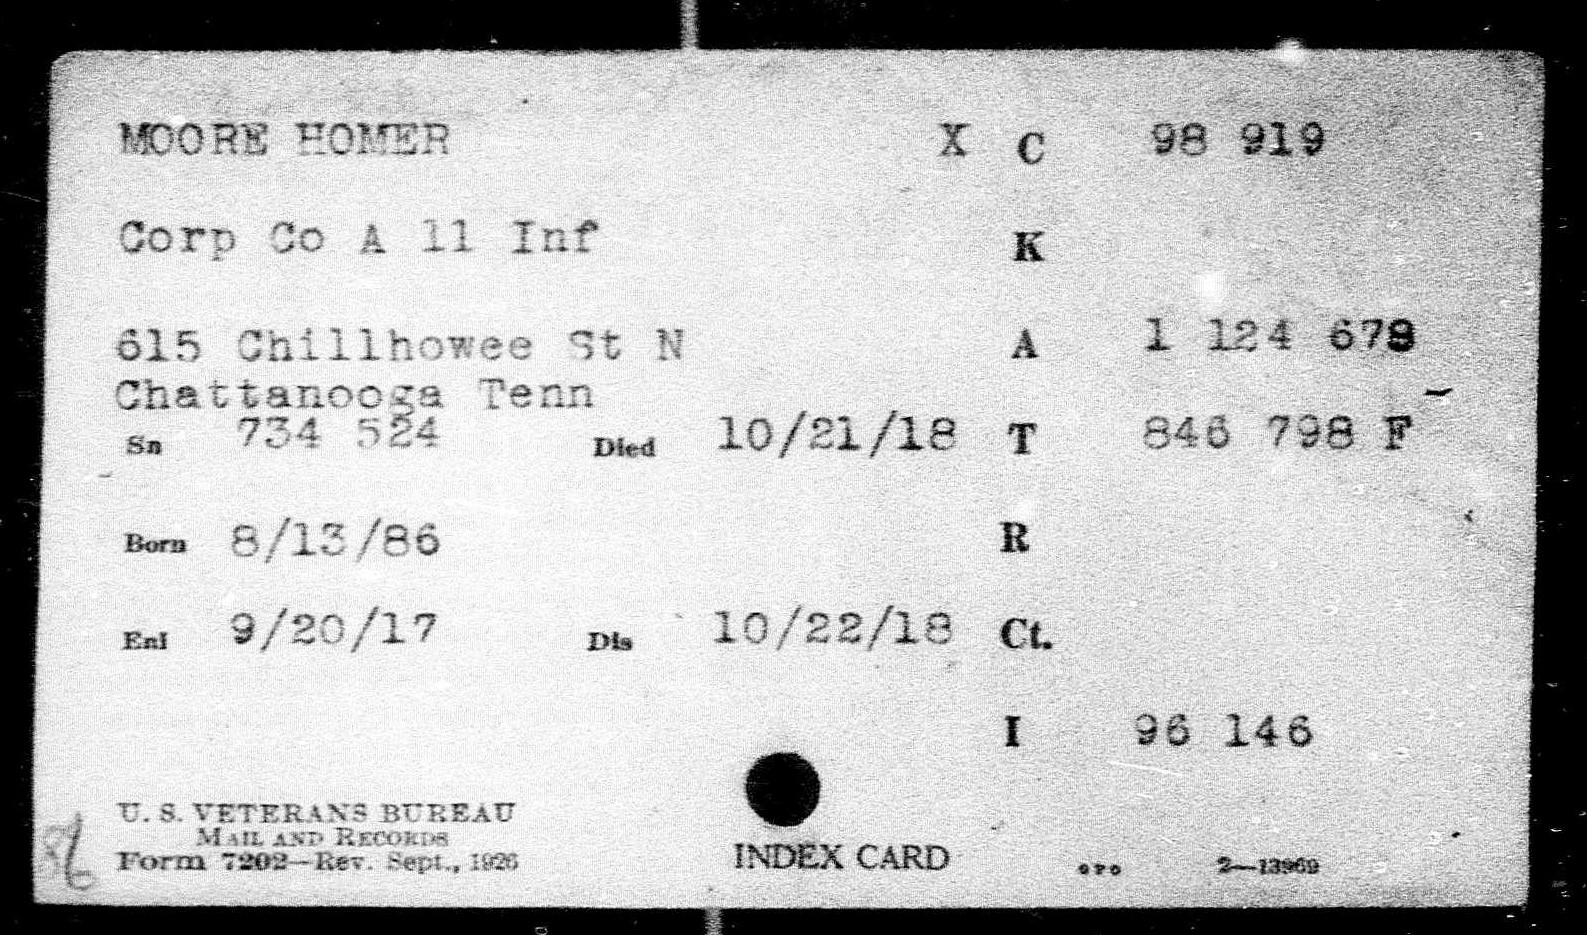 MOORE HOMER X C 98 919
Corp Co A 11 Inf K
615 Chillhowee St N A 1 124 678
Chattanooga Tenn
Sn 734 524 Died 10/21/18 T 846 798 F
Born 8/13/86 R
Enl 9/20/17 Dis 10/22/18 Ct.
I 96 146
U. S. VETERANS BUREAU
MAIL AND RECORDS
Form 7202—Rev. Sept., 1926 INDEX CARD GPO 2—13969